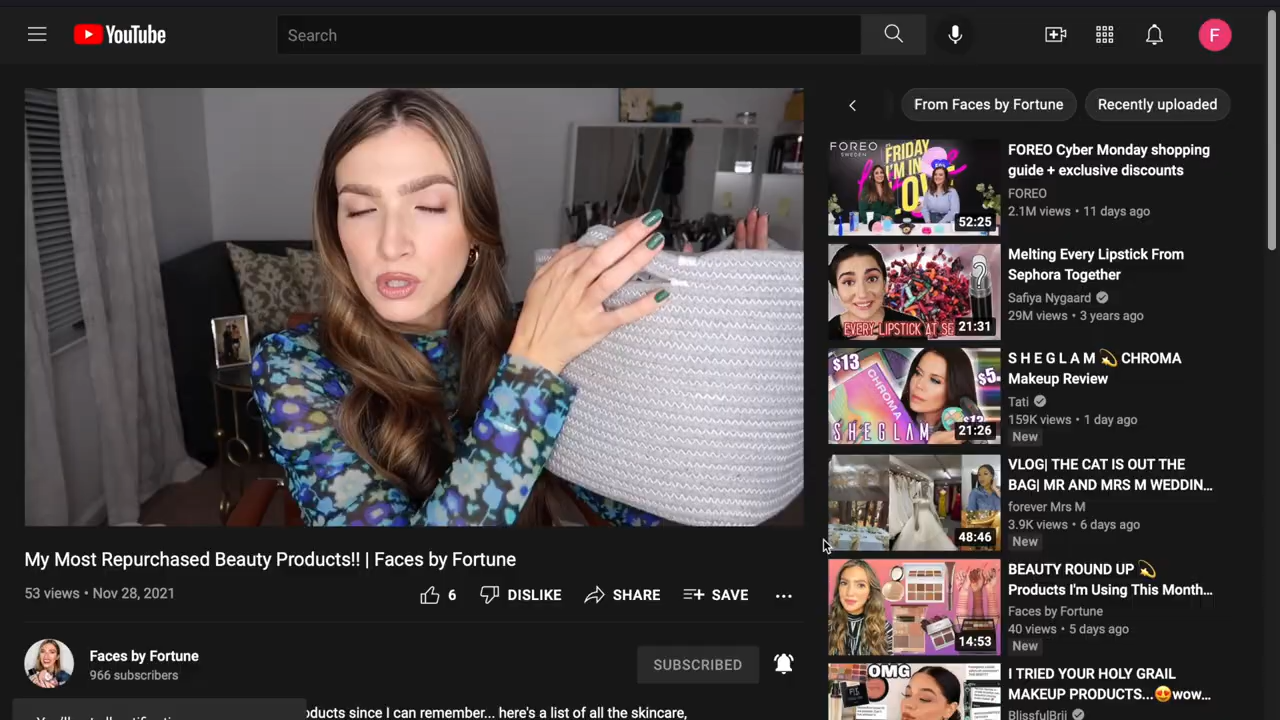 YouTube
Search
F
From Faces by Fortune
Recently uploaded
FOREO
SWEDEN
FRIDAY
I'M IN
LOVE
52:25
FOREO Cyber Monday shopping
guide + exclusive discounts
FOREO
2.1M views • 11 days ago
EVERY LIPSTICK AT SE
21:31
Melting Every Lipstick From
Sephora Together
Safiya Nygaard
29M views • 3 years ago
$13
$5
CHROMA
$12
SHEGLAM
21:26
S H E G L A M 💫 CHROMA
Makeup Review
Tati
159K views • 1 day ago
New
48:46
VLOG| THE CAT IS OUT THE
BAG| MR AND MRS M WEDDIN...
forever Mrs M
3.9K views • 6 days ago
New
14:53
BEAUTY ROUND UP 💫
Products I'm Using This Month...
Faces by Fortune
40 views • 5 days ago
New
OMG
I TRIED YOUR HOLY GRAIL
MAKEUP PRODUCTS...😍wow...
BlissfulBrii
My Most Repurchased Beauty Products!! | Faces by Fortune
53 views • Nov 28, 2021
6
DISLIKE
SHARE
SAVE
Faces by Fortune
966 subscribers
SUBSCRIBED
oducts since I can remember... here's a list of all the skincare,